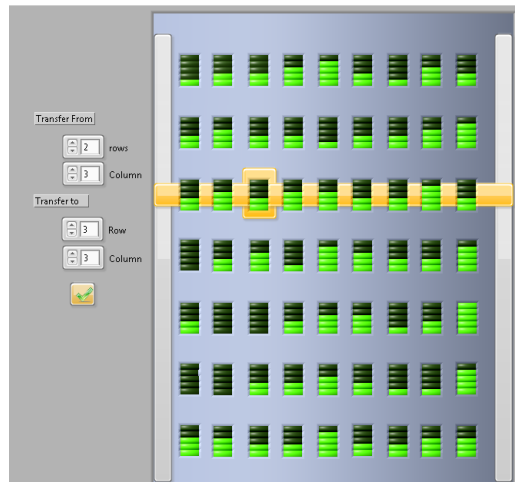 Transfer From
2 rows
3 Column
Transfer to
3 Row
3 Column